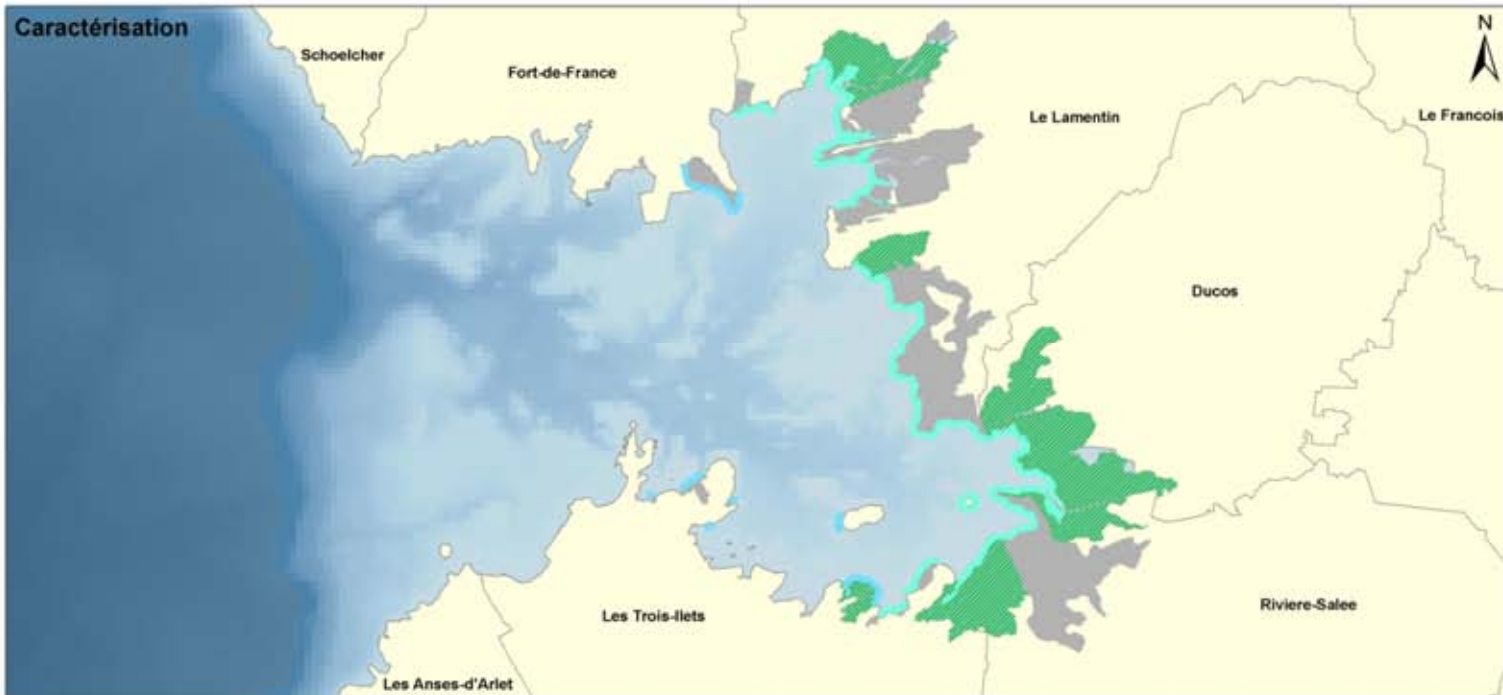 Caractérisation
N
Schoelcher
Fort-de-France
Le Lamentin
Le Francois
Ducos
Les Trois-Ilets
Riviere-Salee
Les Anses-d'Arlet